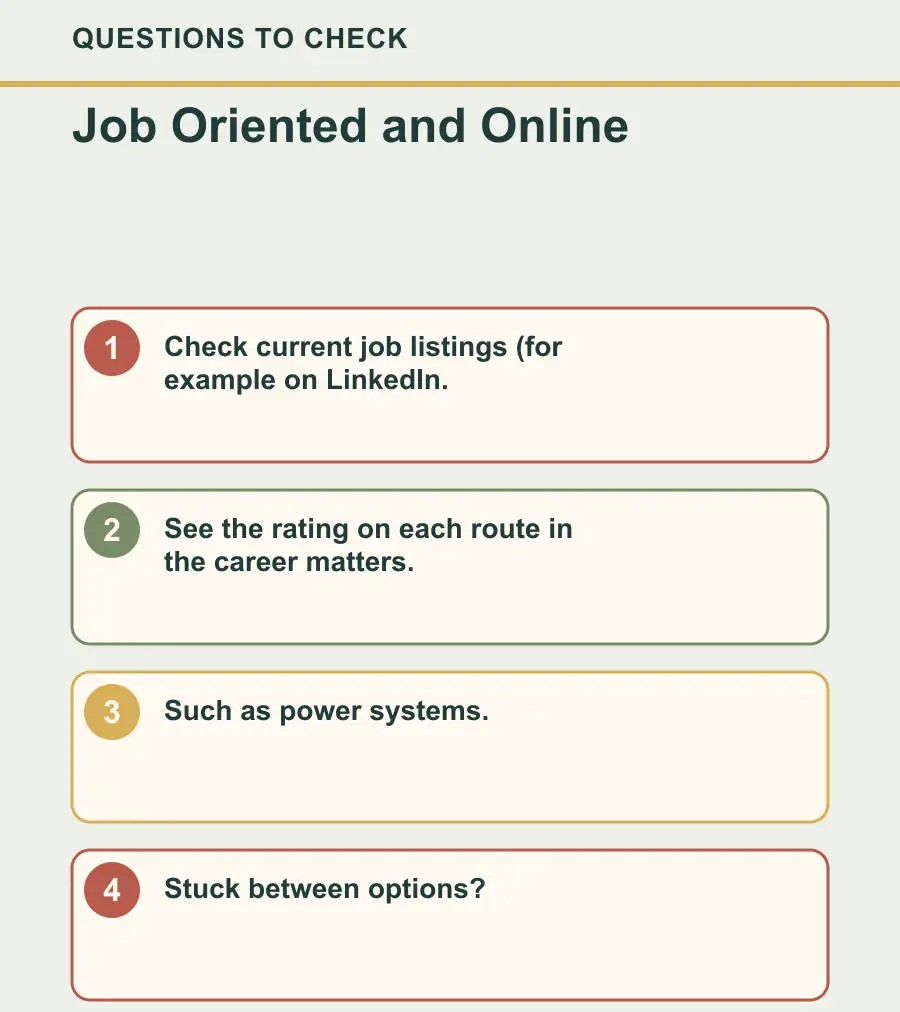 QUESTIONS TO CHECK
Job Oriented and Online
1
Check current job listings (for
example on LinkedIn.
2
See the rating on each route in
the career matters.
3
Such as power systems.
4
Stuck between options?